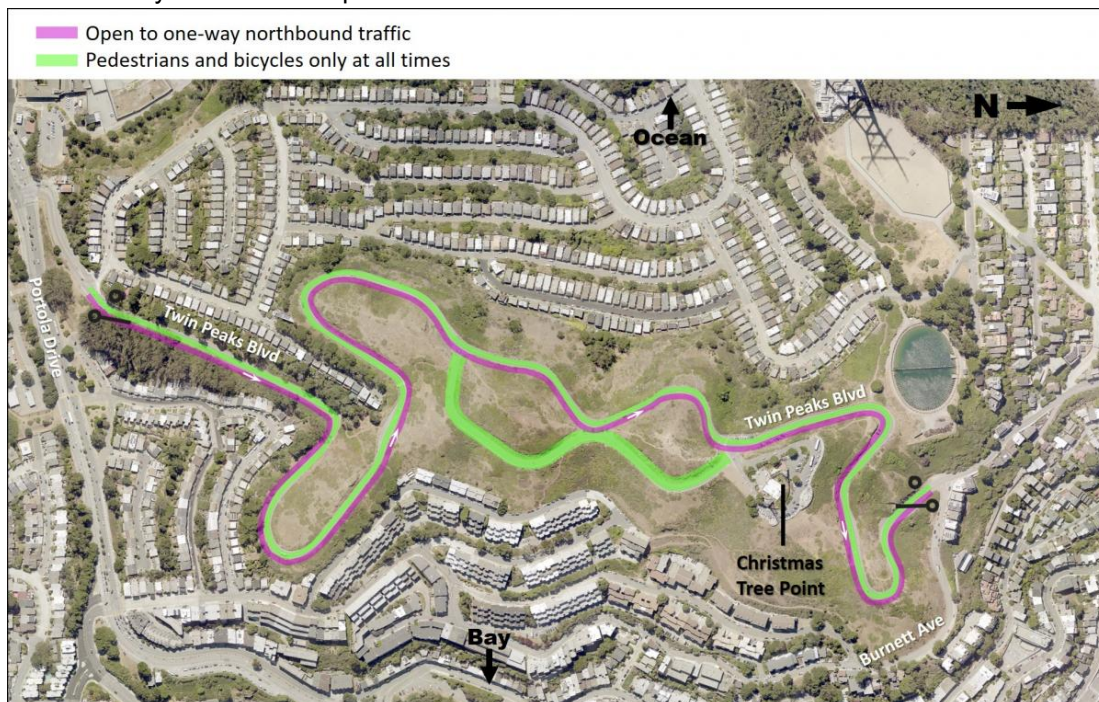 Open to one-way northbound traffic
Pedestrians and bicycles only at all times
N
Ocean
Portola Drive
Twin Peaks Blvd
Twin Peaks Blvd
Christmas
Tree Point
Burnett Ave
Bay